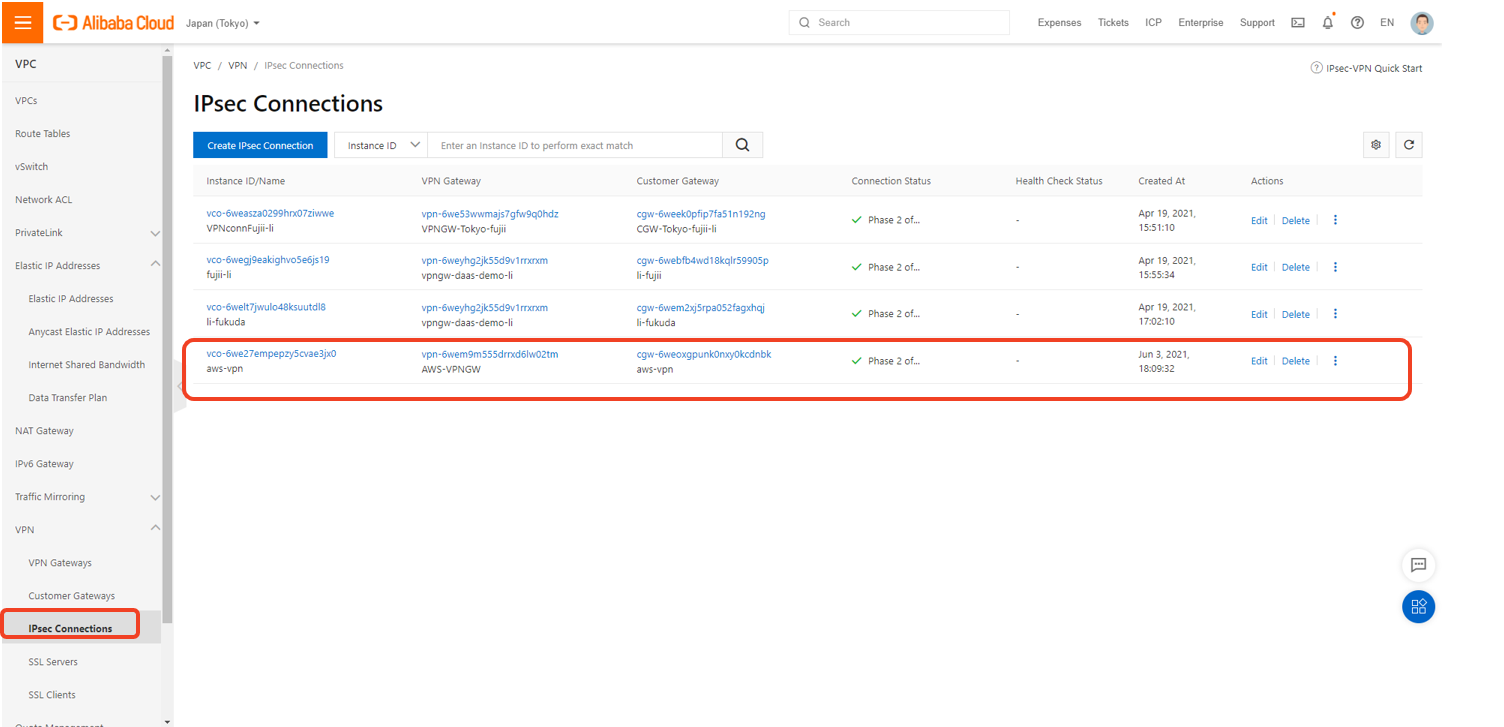 Alibaba Cloud
Japan (Tokyo)
Search
Expenses
Tickets
ICP
Enterprise
Support
EN
VPC
VPCs
Route Tables
vSwitch
Network ACL
PrivateLink
Elastic IP Addresses
Elastic IP Addresses
Anycast Elastic IP Addresses
Internet Shared Bandwidth
Data Transfer Plan
NAT Gateway
IPv6 Gateway
Traffic Mirroring
VPN
VPN Gateways
Customer Gateways
IPsec Connections
SSL Servers
SSL Clients
Quota Management
VPC / VPN / IPsec Connections
IPsec-VPN Quick Start
IPsec Connections
Create IPsec Connection
Instance ID
Enter an Instance ID to perform exact match
Instance ID/Name VPN Gateway Customer Gateway Connection Status Health Check Status Created At Actions
vco-6weasza0299hrx07ziwwe vpn-6we53wwmajs7gfw9q0hdz cgw-6week0pfip7fa51n192ng Phase 2 of... - Apr 19, 2021, Edit Delete
VPNconnFujii-li VPNGW-Tokyo-fujii CGW-Tokyo-fujii-li 15:51:10
vco-6wegj9eakighvo5e6js19 vpn-6weyhg2jk55d9v1rrxrxm cgw-6webfb4wd18kqlr59905p Phase 2 of... - Apr 19, 2021, Edit Delete
fujii-li vpngw-daas-demo-li li-fujii 15:55:34
vco-6welt7jwulo48ksuutdl8 vpn-6weyhg2jk55d9v1rrxrxm cgw-6wem2xj5rpa052fagxhqj Phase 2 of... - Apr 19, 2021, Edit Delete
li-fukuda vpngw-daas-demo-li li-fukuda 17:02:10
vco-6we27empepzy5cvae3jx0 vpn-6wem9m555drrxd6lw02tm cgw-6weoxgpunk0nxy0kcdnbk Phase 2 of... - Jun 3, 2021, Edit Delete
aws-vpn AWS-VPNGW aws-vpn 18:09:32